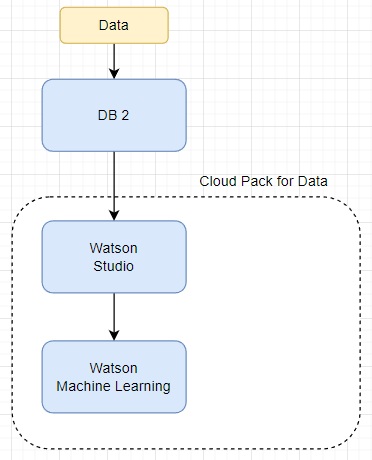 Data
DB 2
Cloud Pack for Data
Watson
Studio
Watson
Machine Learning